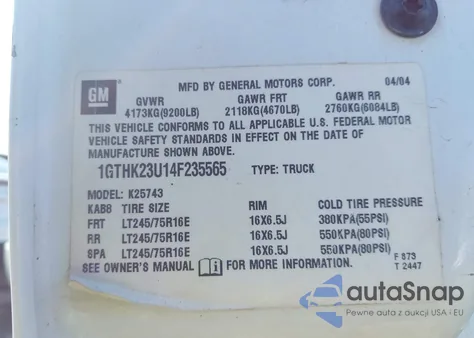 MFD BY GENERAL MOTORS CORP. 04/04
GM
GVWR GAWR FRT GAWR RR
4173KG(9200LB) 2118KG(4670LB) 2760KG(6084LB)
THIS VEHICLE CONFORMS TO ALL APPLICABLE U.S. FEDERAL MOTOR
VEHICLE SAFETY STANDARDS IN EFFECT ON THE DATE OF
MANUFACTURE SHOWN ABOVE.
1GTHK23U14F235565 TYPE: TRUCK
MODEL: K25743
KAB8 TIRE SIZE RIM COLD TIRE PRESSURE
FRT LT245/75R16E 16X6.5J 380KPA(55PSI)
RR LT245/75R16E 16X6.5J 550KPA(80PSI)
SPA LT245/75R16E 16X6.5J 550KPA(80PSI)
SEE OWNER'S MANUAL i FOR MORE INFORMATION.
F 573
T 2447
autoSnap
Pewne auta z aukcji USA i EU